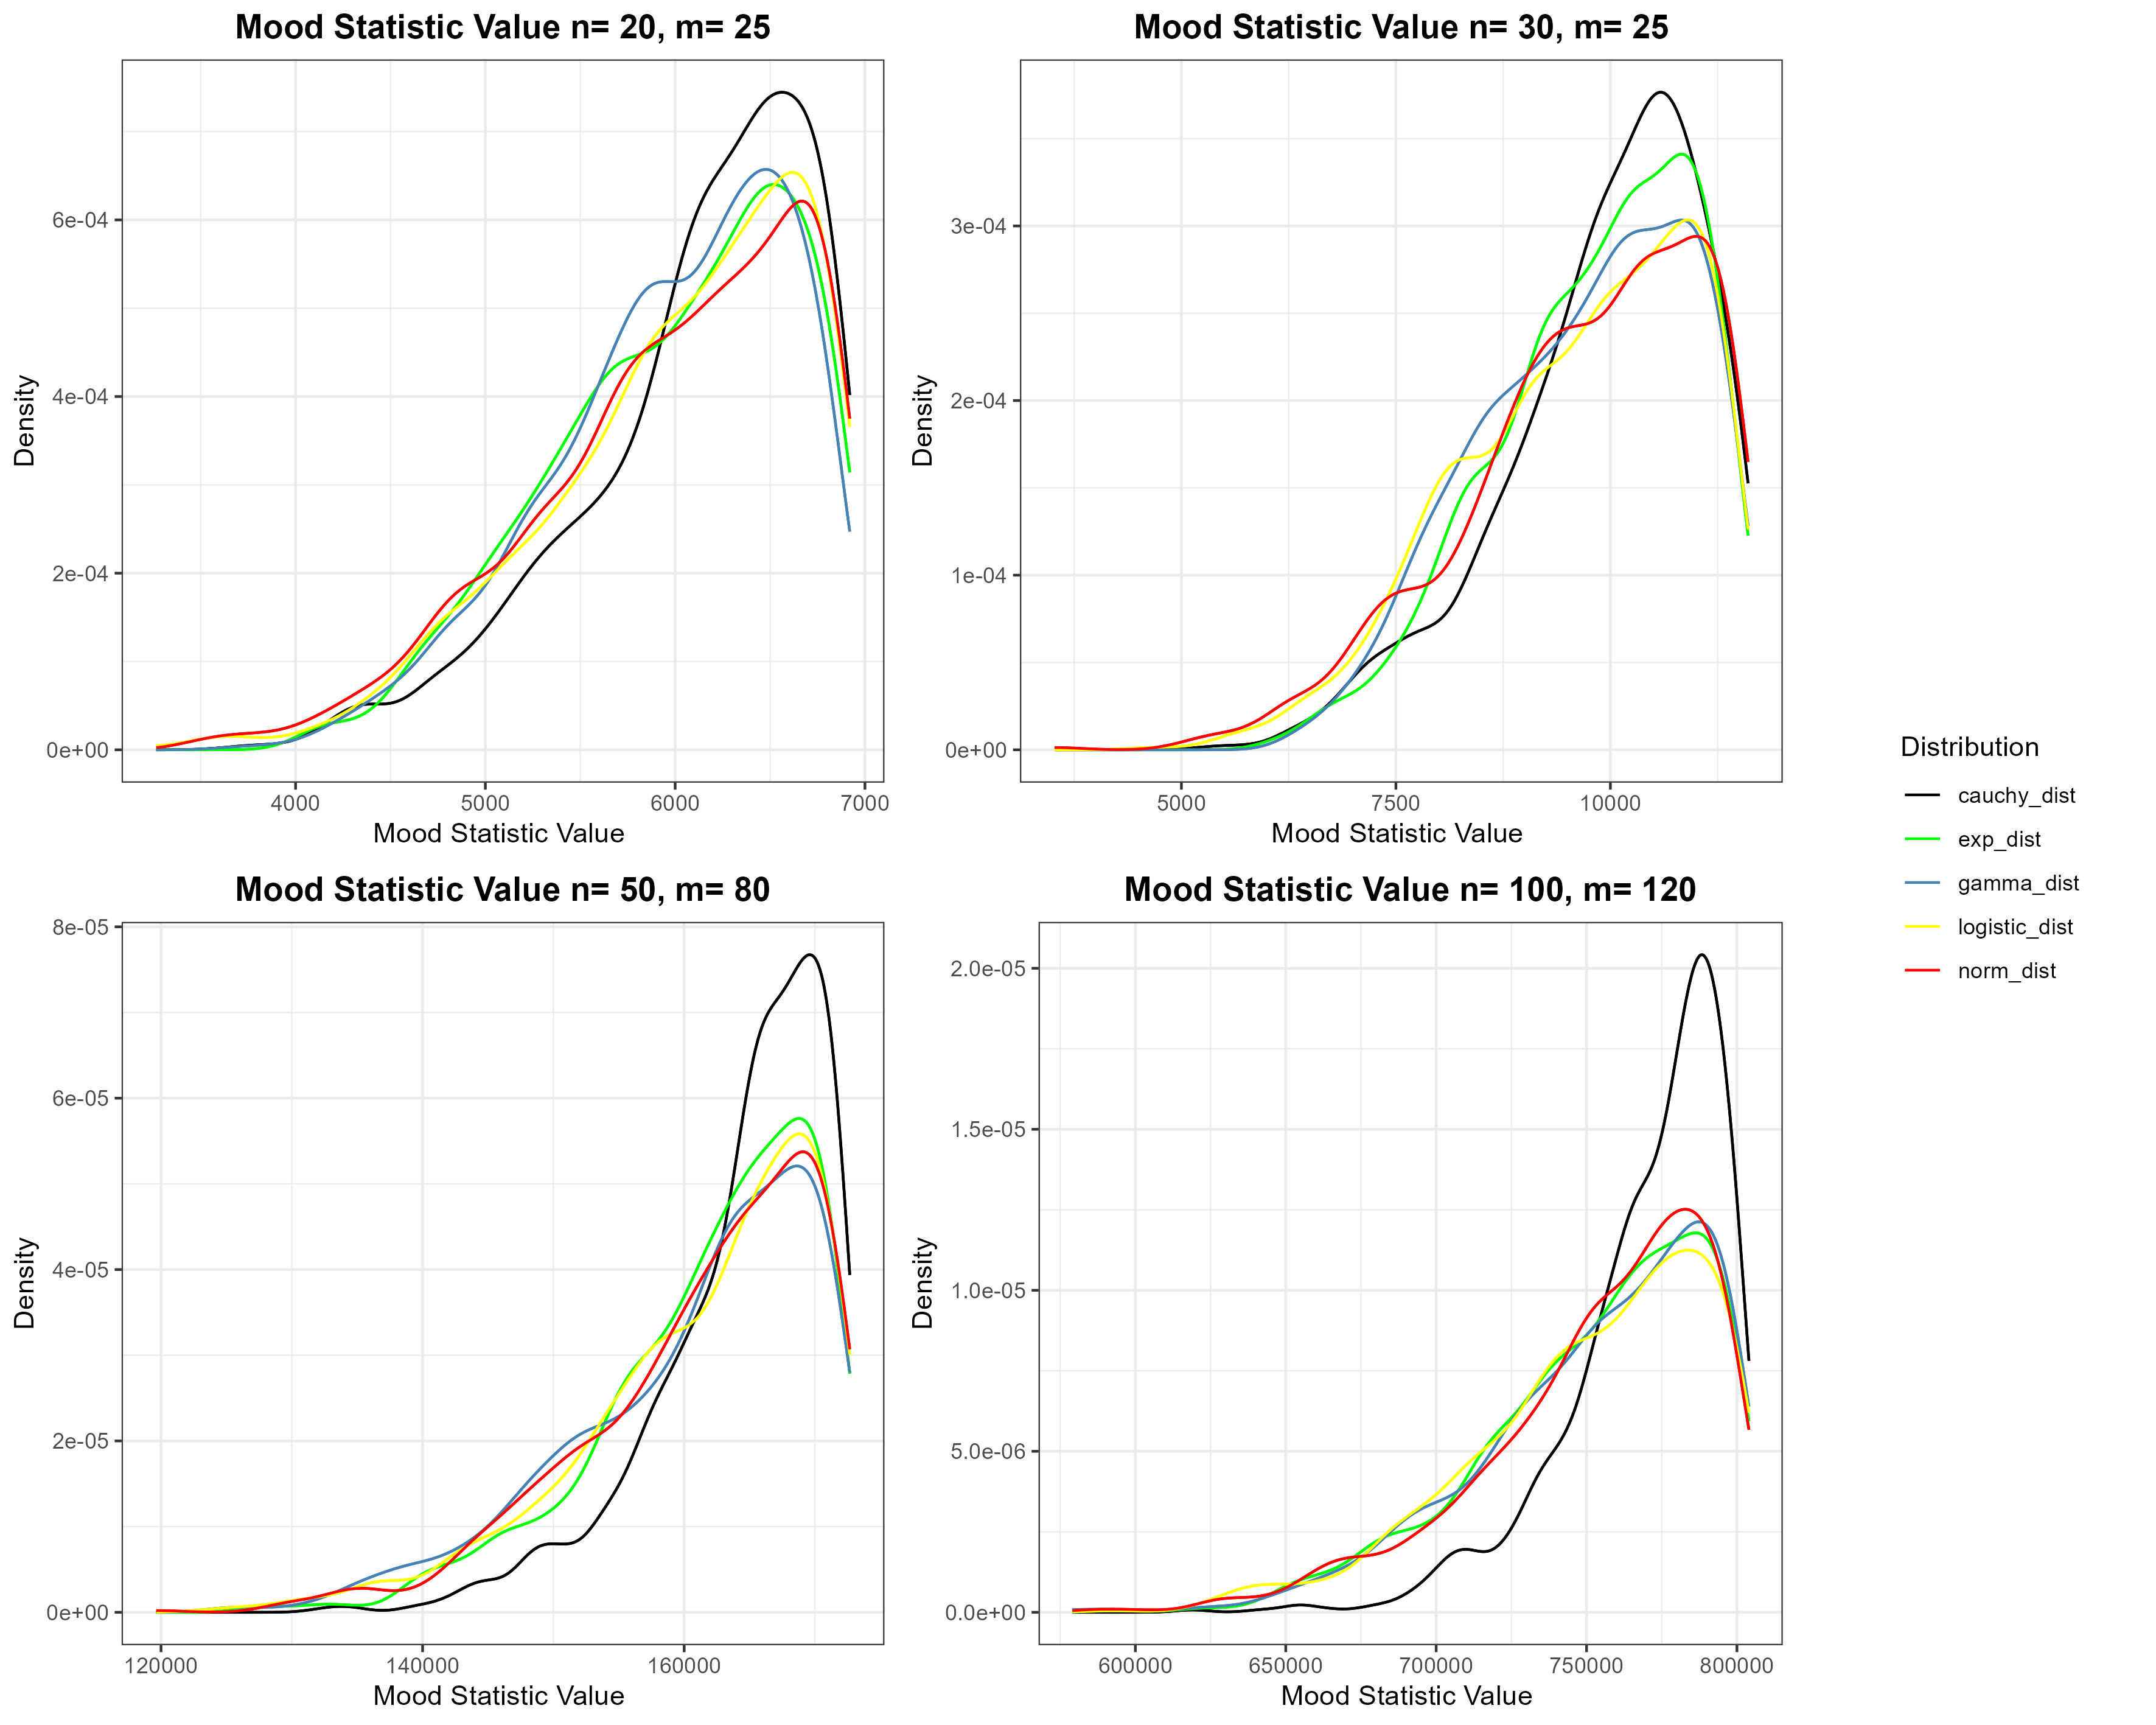 Mood Statistic Value n= 20, m= 25
Density
6e-04
4e-04
2e-04
0e+00
4000 5000 6000 7000
Mood Statistic Value
Mood Statistic Value n= 30, m= 25
Density
3e-04
2e-04
1e-04
0e+00
5000 7500 10000
Mood Statistic Value
Mood Statistic Value n= 50, m= 80
Density
8e-05
6e-05
4e-05
2e-05
0e+00
120000 140000 160000
Mood Statistic Value
Mood Statistic Value n= 100, m= 120
Density
2.0e-05
1.5e-05
1.0e-05
5.0e-06
0.0e+00
600000 650000 700000 750000 800000
Mood Statistic Value
Distribution
cauchy_dist
exp_dist
gamma_dist
logistic_dist
norm_dist